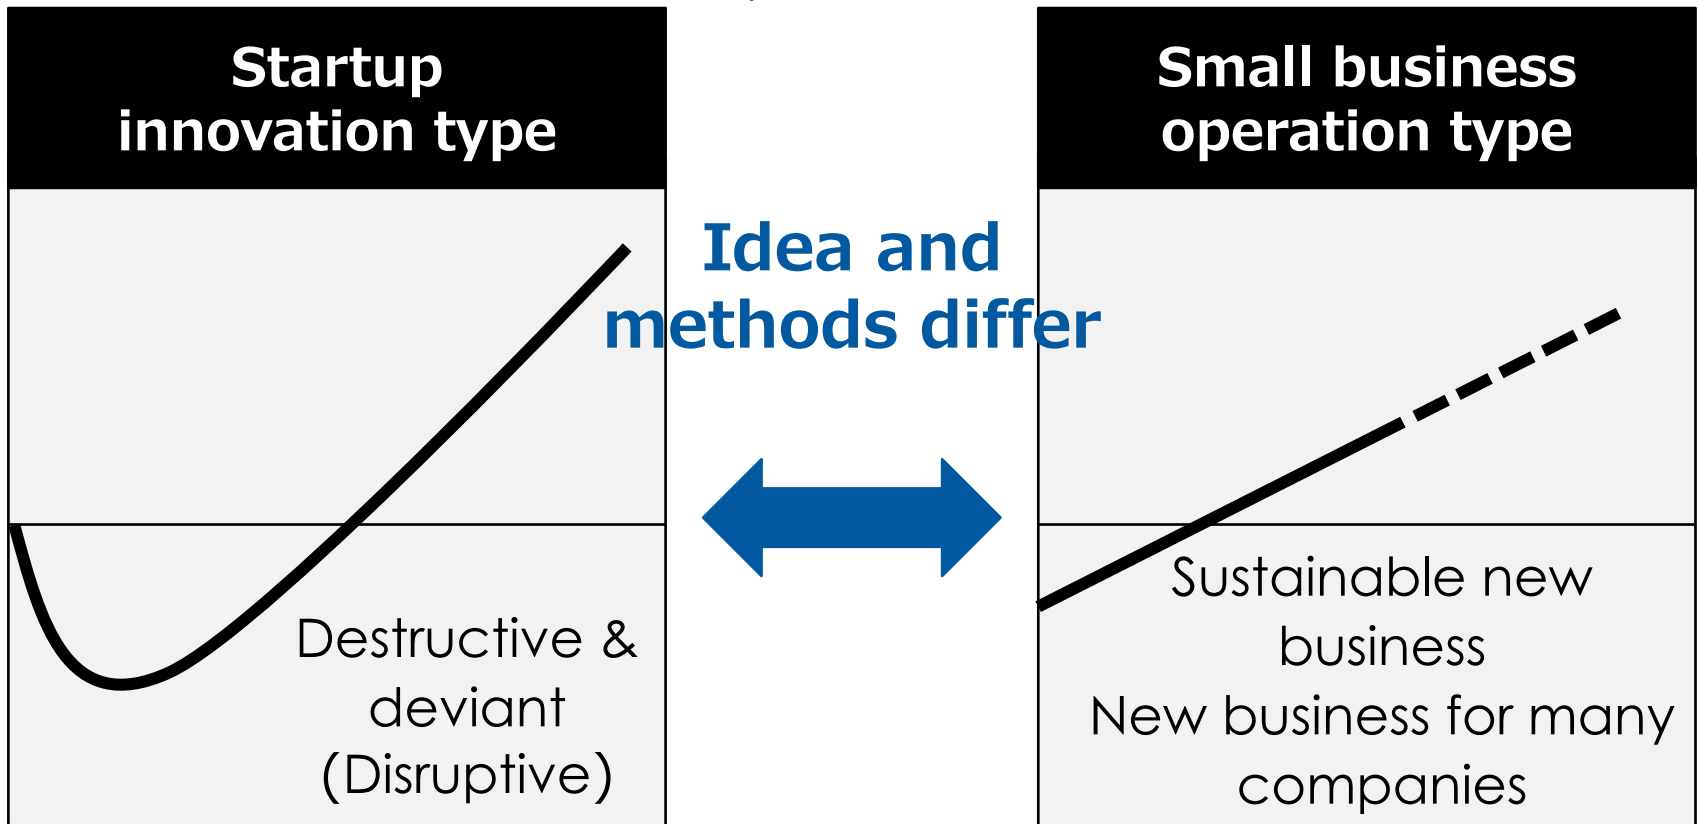 Startup
innovation type
Small business
operation type
Idea and
methods differ
Destructive &
deviant
(Disruptive)
Sustainable new
business
New business for many
companies